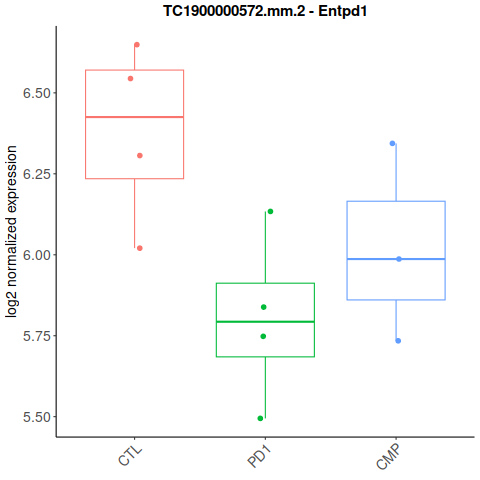 TC1900000572.mm.2 - Entpd1
log2 normalized expression
6.50
6.25
6.00
5.75
5.50
CTL
PD1
CMP